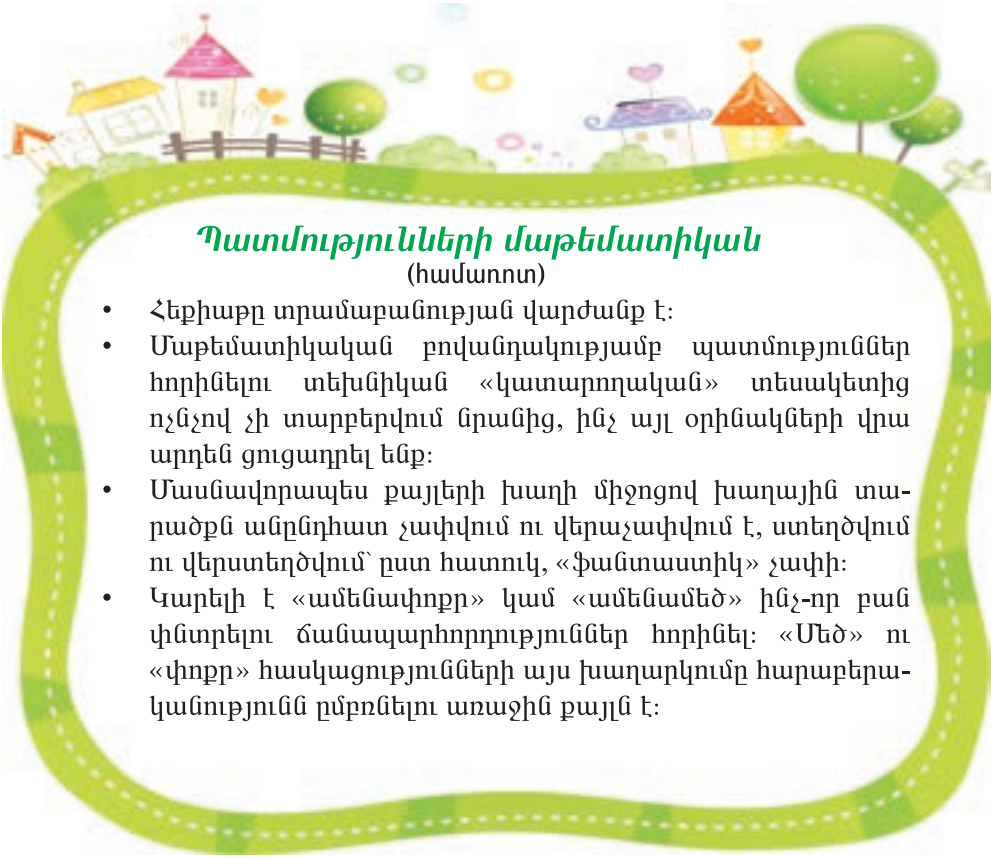 Պատմությունների մաթեմատիկան
(համառոտ)
• Հեքիաթը տրամաբանության վարժանք է:
• Մաթեմատիկական բովանդակությամբ պատմություններ
հորինելու տեխնիկան «կատարողական» տեսակետից
ոչնչով չի տարբերվում նրանից, ինչ այլ օրինակների վրա
արդեն ցուցադրել ենք:
• Մասնավորապես քայլերի խաղի միջոցով խաղային տա-
րածքն անընդհատ չափվում ու վերաչափվում է, ստեղծվում
ու վերստեղծվում՝ ըստ հատուկ, «ֆանտաստիկ» չափի:
• Կարելի է «ամենափոքր» կամ «ամենամեծ» ինչ-որ բան
փնտրելու ճանապարհորդություններ հորինել: «Մեծ» ու
«փոքր» հասկացությունների այս խաղարկումը հարաբերա-
կանությունն ըմբռնելու առաջին քայլն է: